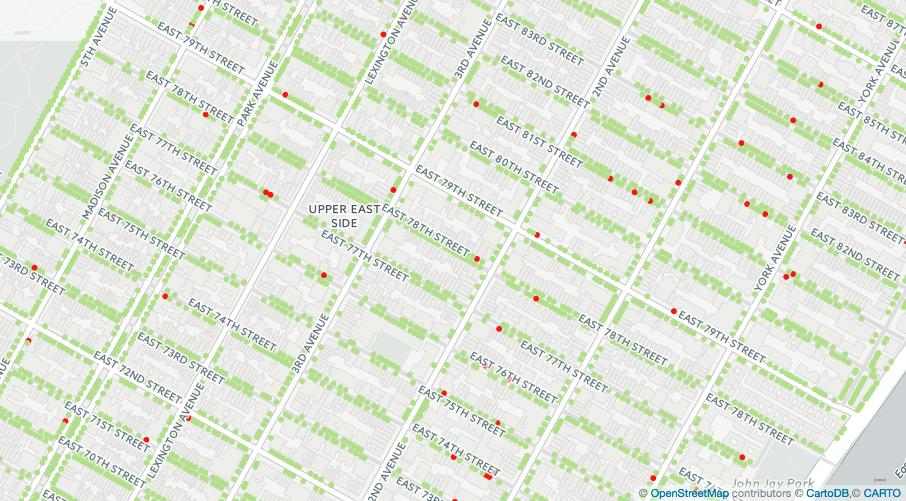 5TH AVENUE
TH STREET
EAST 79TH STREET
LEXINGTON AVENU
3RD AVENUE
EAST 83RD STREET
2ND AVENUE
EAST 87TH
YORK AVENUE
EAST
EAST 78TH STREET
PARK AVENUE
EAST 82ND STREET
EAST 85TH STREET
EAST 77TH STREET
EAST 81ST STREET
EAST 84TH STREET
MADISON AVENUE
EAST 76TH STREET
EAST 80TH STREET
EAST 79TH STREET
UPPER EAST
SIDE
EAST 75TH STREET
EAST 78TH STREET
EAST 83RD STREET
EAST 74TH STREET
EAST 77TH STREET
EAST 82ND STREET
73RD STREET
YORK AVENUE
EAST 74TH STREET
3RD AVENUE
EAST 79TH STREET
EAST 78TH STREET
EAST 73RD STREET
EAST 77TH STREET
EAST 72ND STREET
EAST 76TH STREET
NUE
EAST 75TH STREET
EAST 78TH STREET
EAST 71ST STREET
LEXINGTON AVENUE
EAST 74TH STREET
EAST 70TH STREET
2ND AVENUE
EAST 73RD
EAST 7
John Jay Park
© OpenStreetMap contributors © CartoDB,© CARTO